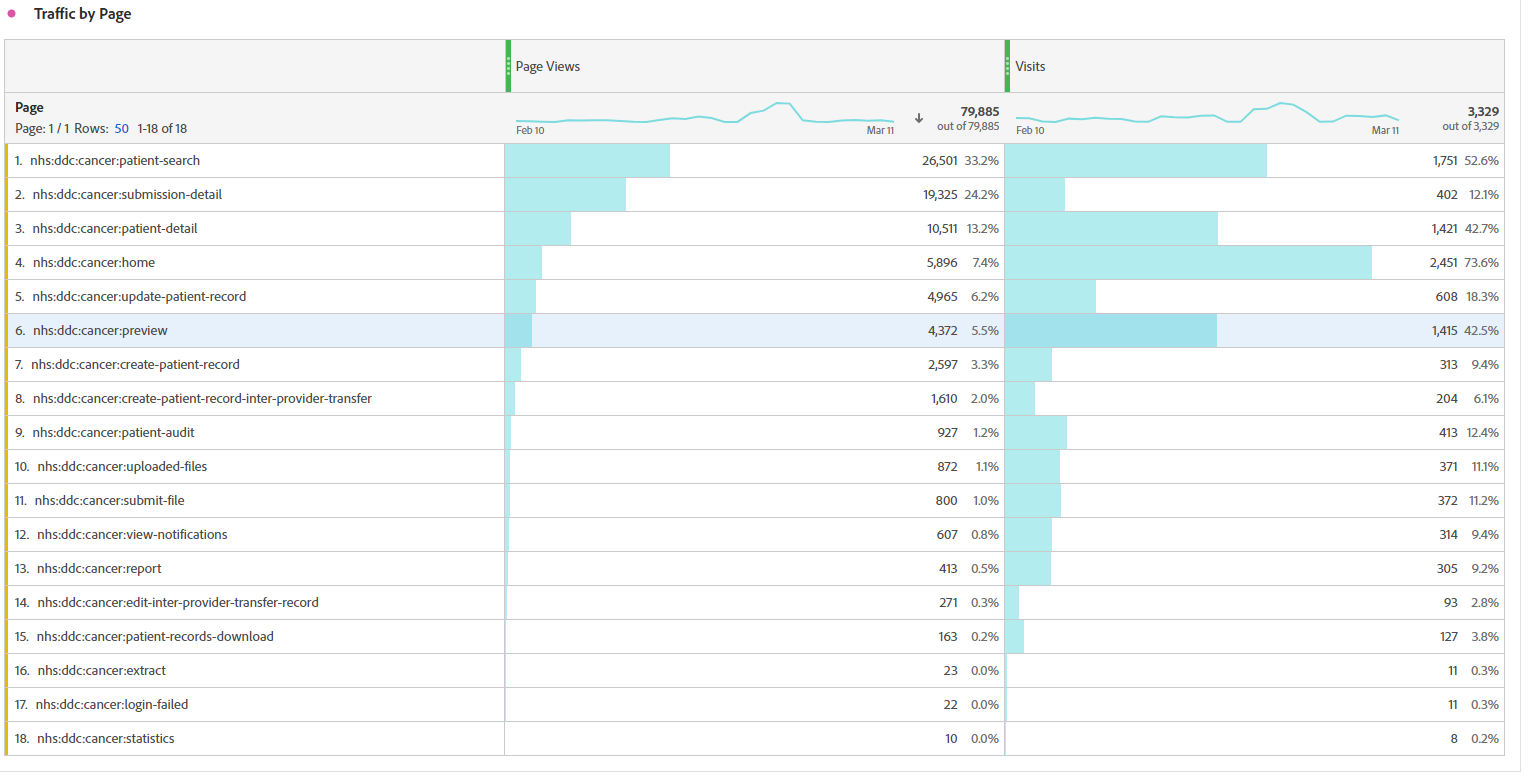 Traffic by Page
Page Views
Visits
Page
Page: 1 / 1 Rows: 50 1-18 of 18
Feb 10
Mar 11
79,885
out of 79,885
Feb 10
Mar 11
3,329
out of 3,329
1. nhs:ddc:cancer:patient-search 26,501 33.2% 1,751 52.6%
2. nhs:ddc:cancer:submission-detail 19,325 24.2% 402 12.1%
3. nhs:ddc:cancer:patient-detail 10,511 13.2% 1,421 42.7%
4. nhs:ddc:cancer:home 5,896 7.4% 2,451 73.6%
5. nhs:ddc:cancer:update-patient-record 4,965 6.2% 608 18.3%
6. nhs:ddc:cancer:preview 4,372 5.5% 1,415 42.5%
7. nhs:ddc:cancer:create-patient-record 2,597 3.3% 313 9.4%
8. nhs:ddc:cancer:create-patient-record-inter-provider-transfer 1,610 2.0% 204 6.1%
9. nhs:ddc:cancer:patient-audit 927 1.2% 413 12.4%
10. nhs:ddc:cancer:uploaded-files 872 1.1% 371 11.1%
11. nhs:ddc:cancer:submit-file 800 1.0% 372 11.2%
12. nhs:ddc:cancer:view-notifications 607 0.8% 314 9.4%
13. nhs:ddc:cancer:report 413 0.5% 305 9.2%
14. nhs:ddc:cancer:edit-inter-provider-transfer-record 271 0.3% 93 2.8%
15. nhs:ddc:cancer:patient-records-download 163 0.2% 127 3.8%
16. nhs:ddc:cancer:extract 23 0.0% 11 0.3%
17. nhs:ddc:cancer:login-failed 22 0.0% 11 0.3%
18. nhs:ddc:cancer:statistics 10 0.0% 8 0.2%